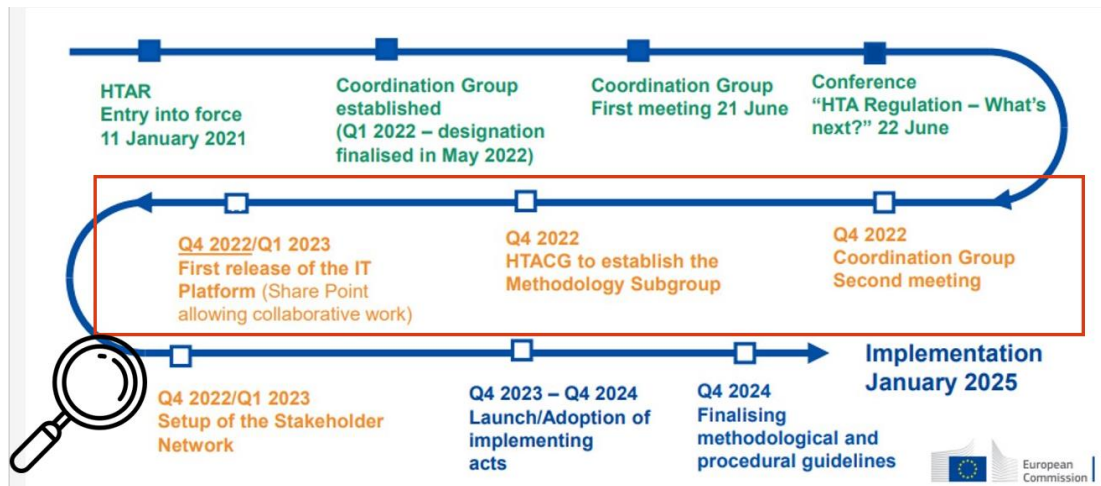 HTAR
Entry into force
11 January 2021
Coordination Group
established
(Q1 2022 – designation
finalised in May 2022)
Coordination Group
First meeting 21 June
Conference
“HTA Regulation – What’s
next?” 22 June
Q4 2022
Coordination Group
Second meeting
Q4 2022
HTACG to establish the
Methodology Subgroup
Q4 2022/Q1 2023
First release of the IT
Platform (Share Point
allowing collaborative work)
Q4 2022/Q1 2023
Setup of the Stakeholder
Network
Q4 2023 – Q4 2024
Launch/Adoption of
implementing
acts
Q4 2024
Finalising
methodological and
procedural guidelines
Implementation
January 2025
European
Commission